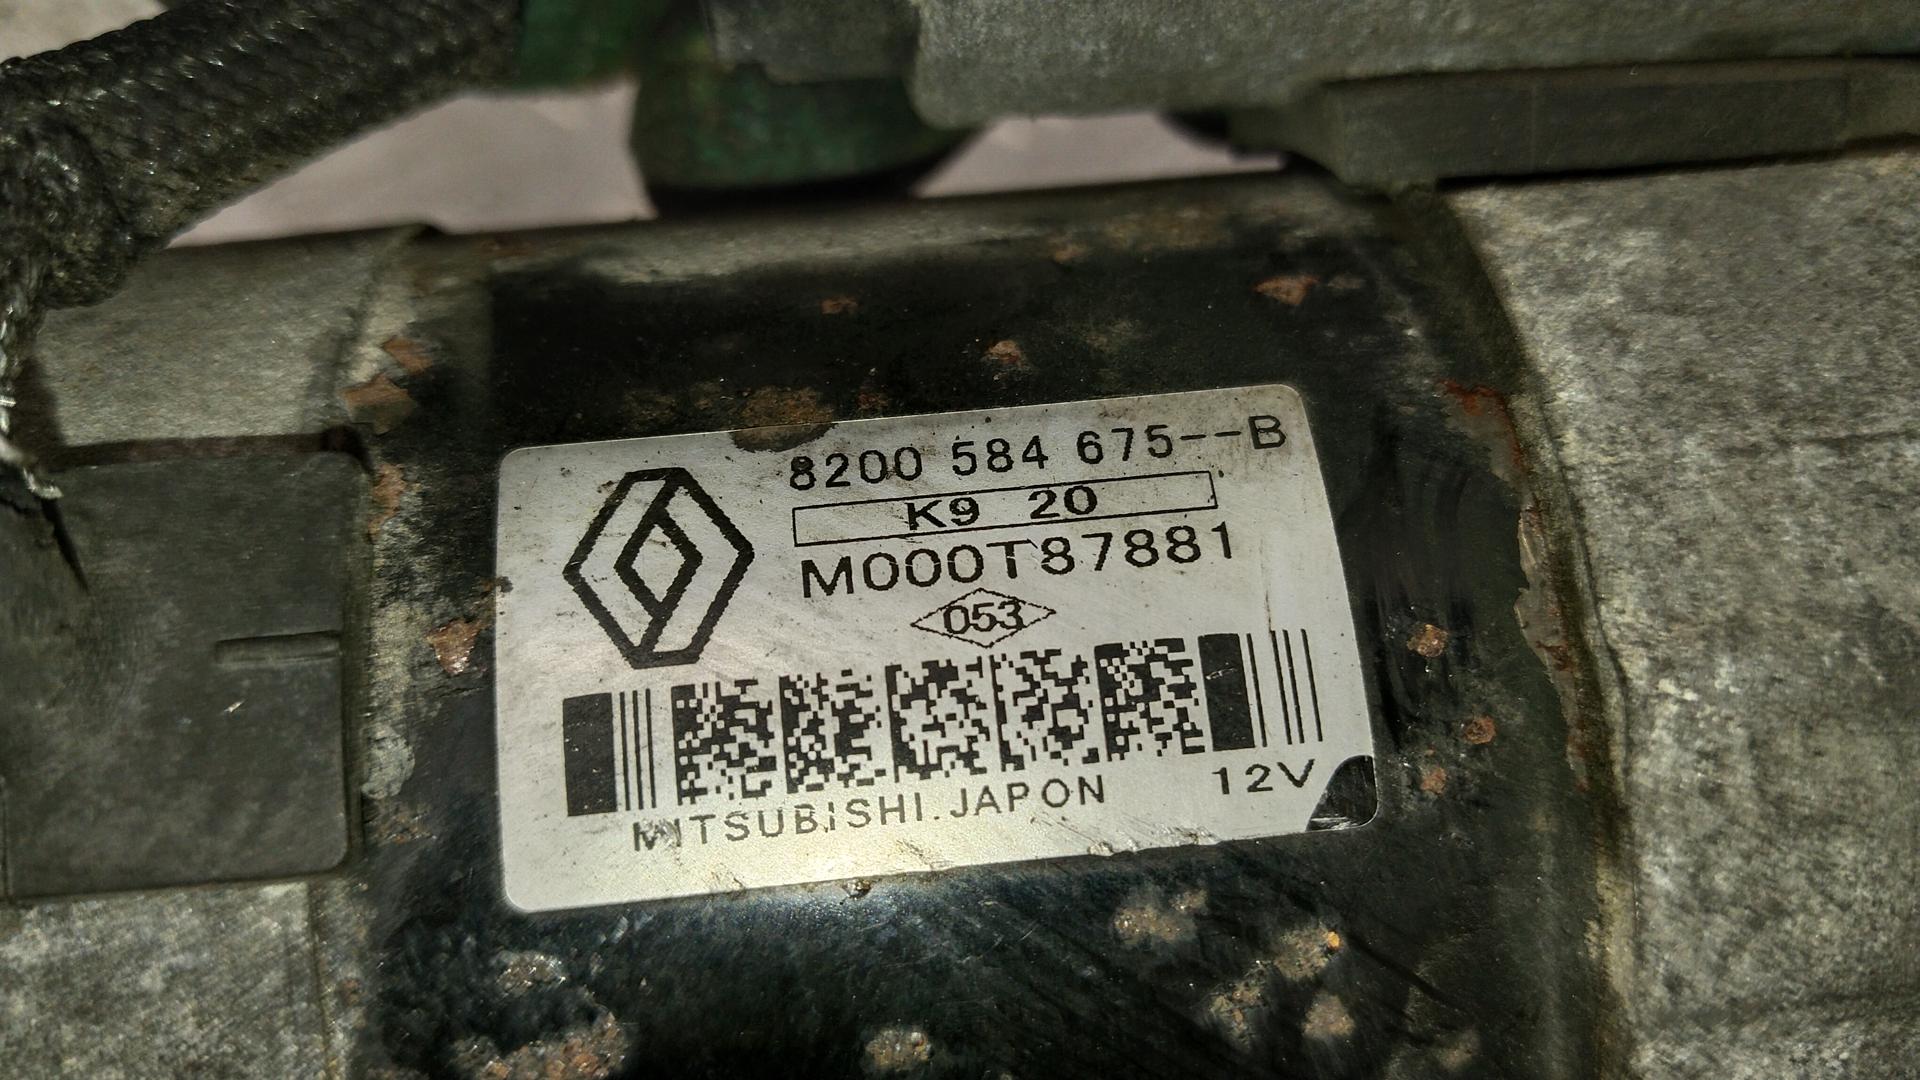 8200 584 675--B
K9 20
M000T87881
053
MITSUBISHI.JAPON
12V